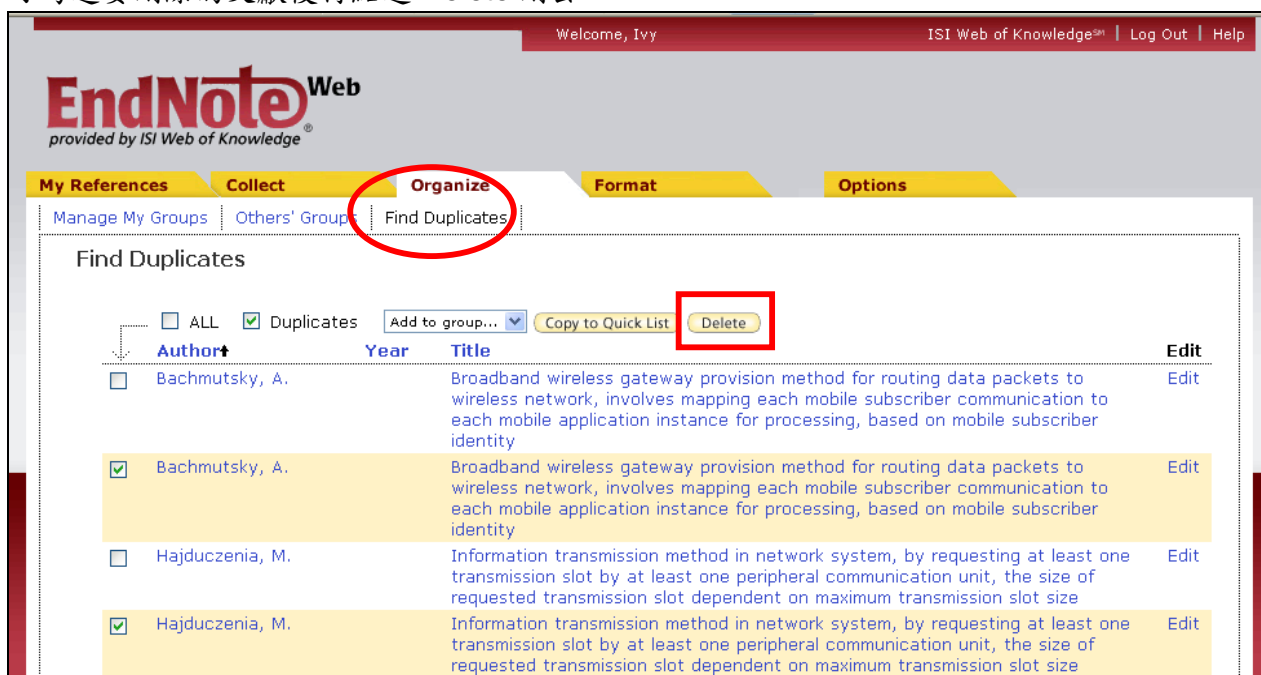 Welcome, Ivy
ISI Web of Knowledge℠ | Log Out | Help
EndNote Web
provided by ISI Web of Knowledge ®
My References Collect Organize Format Options
Manage My Groups Others' Groups Find Duplicates
Find Duplicates
ALL Duplicates Add to group... Copy to Quick List Delete
Author Year Title Edit
Bachmutsky, A. Broadband wireless gateway provision method for routing data packets to Edit
wireless network, involves mapping each mobile subscriber communication to
each mobile application instance for processing, based on mobile subscriber
identity
Bachmutsky, A. Broadband wireless gateway provision method for routing data packets to Edit
wireless network, involves mapping each mobile subscriber communication to
each mobile application instance for processing, based on mobile subscriber
identity
Hajduczenia, M. Information transmission method in network system, by requesting at least one Edit
transmission slot by at least one peripheral communication unit, the size of
requested transmission slot dependent on maximum transmission slot size
Hajduczenia, M. Information transmission method in network system, by requesting at least one Edit
transmission slot by at least one peripheral communication unit, the size of
requested transmission slot dependent on maximum transmission slot size